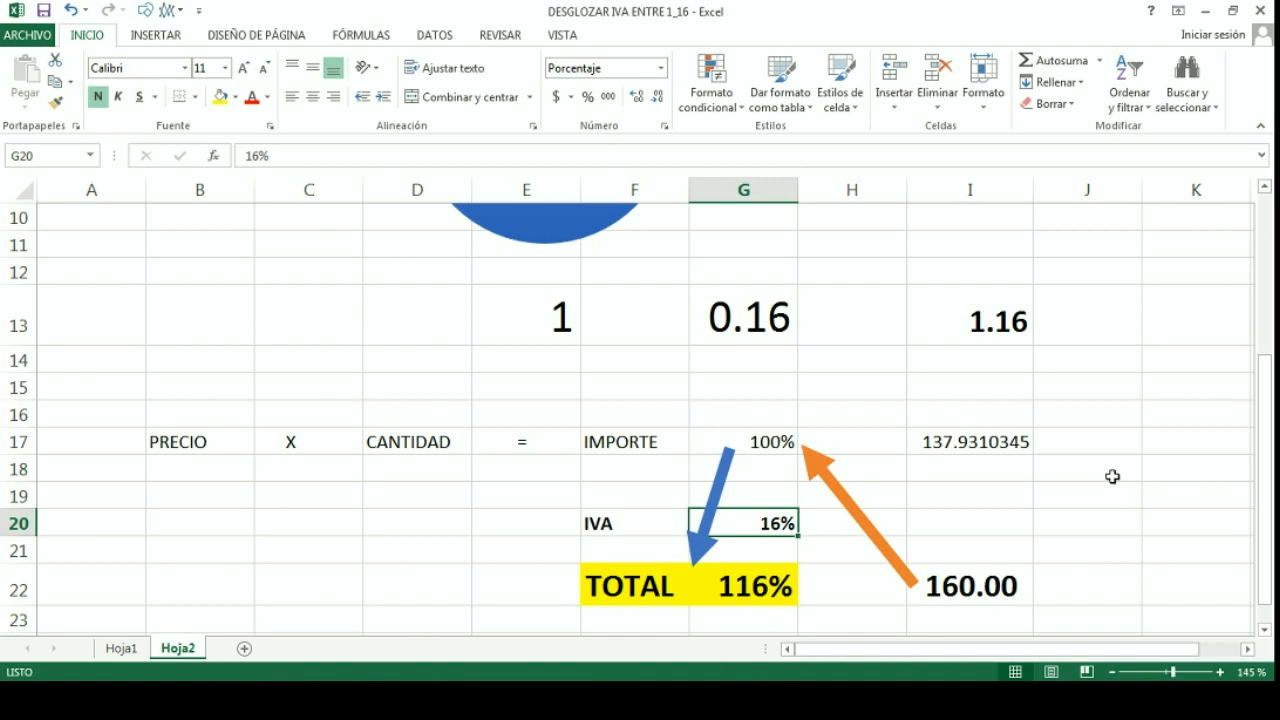 DESGLOZAR IVA ENTRE 1_16 - Excel
?
Iniciar sesión
ARCHIVO INICIO INSERTAR DISEÑO DE PÁGINA FÓRMULAS DATOS REVISAR VISTA
Pegar
Portapapeles
Calibri 11
N K S
Fuente
Ajustar texto
Combinar y centrar
Alineación
Porcentaje
$ % 000
Número
Formato condicional
Dar formato como tabla
Estilos de celda
Estilos
Insertar Eliminar Formato
Celdas
Autosuma
Rellenar
Borrar
Ordenar y filtrar
Buscar y seleccionar
Modificar
G20 fx 16%
A B C D E F G H I J K
10
11
12
13 1 0.16 1.16
14
15
16
17 PRECIO X CANTIDAD = IMPORTE 100% 137.9310345
18
19
20 IVA 16%
21
22 TOTAL 116% 160.00
23
Hoja1 Hoja2
LISTO 145 %